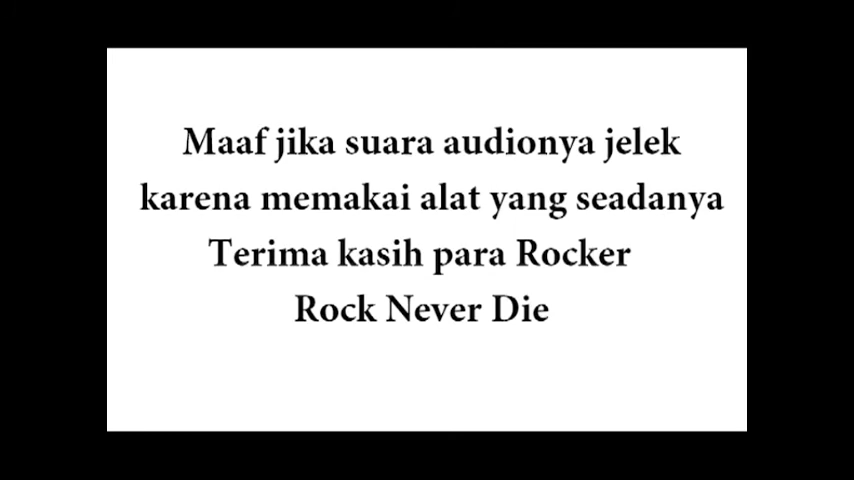 Maaf jika suara audionya jelek
karena memakai alat yang seadanya
Terima kasih para Rocker
Rock Never Die